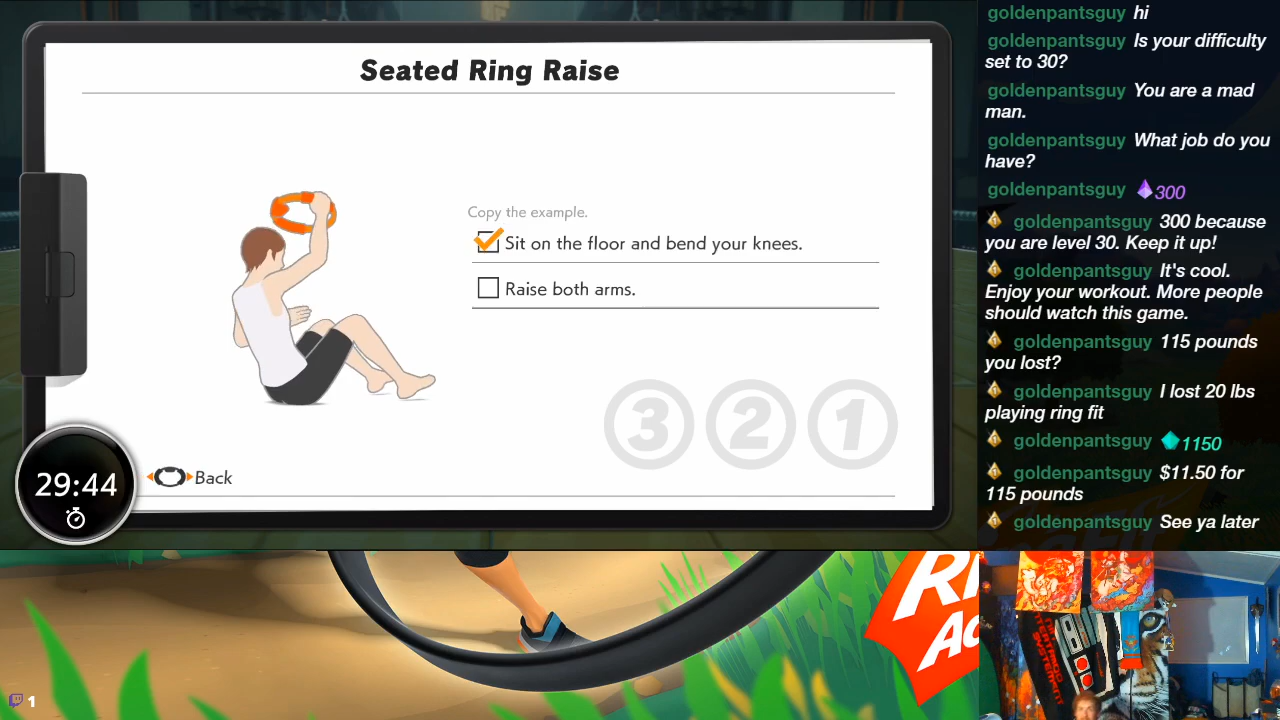 Seated Ring Raise
Copy the example.
Sit on the floor and bend your knees.
Raise both arms.
3 2 1
29:44
Back
goldenpantsguy hi
goldenpantsguy Is your difficulty
set to 30?
goldenpantsguy You are a mad
man.
goldenpantsguy What job do you
have?
goldenpantsguy 300
goldenpantsguy 300 because
you are level 30. Keep it up!
goldenpantsguy It's cool.
Enjoy your workout. More people
should watch this game.
goldenpantsguy 115 pounds
you lost?
goldenpantsguy I lost 20 lbs
playing ring fit
goldenpantsguy 1150
goldenpantsguy $11.50 for
115 pounds
goldenpantsguy See ya later
1